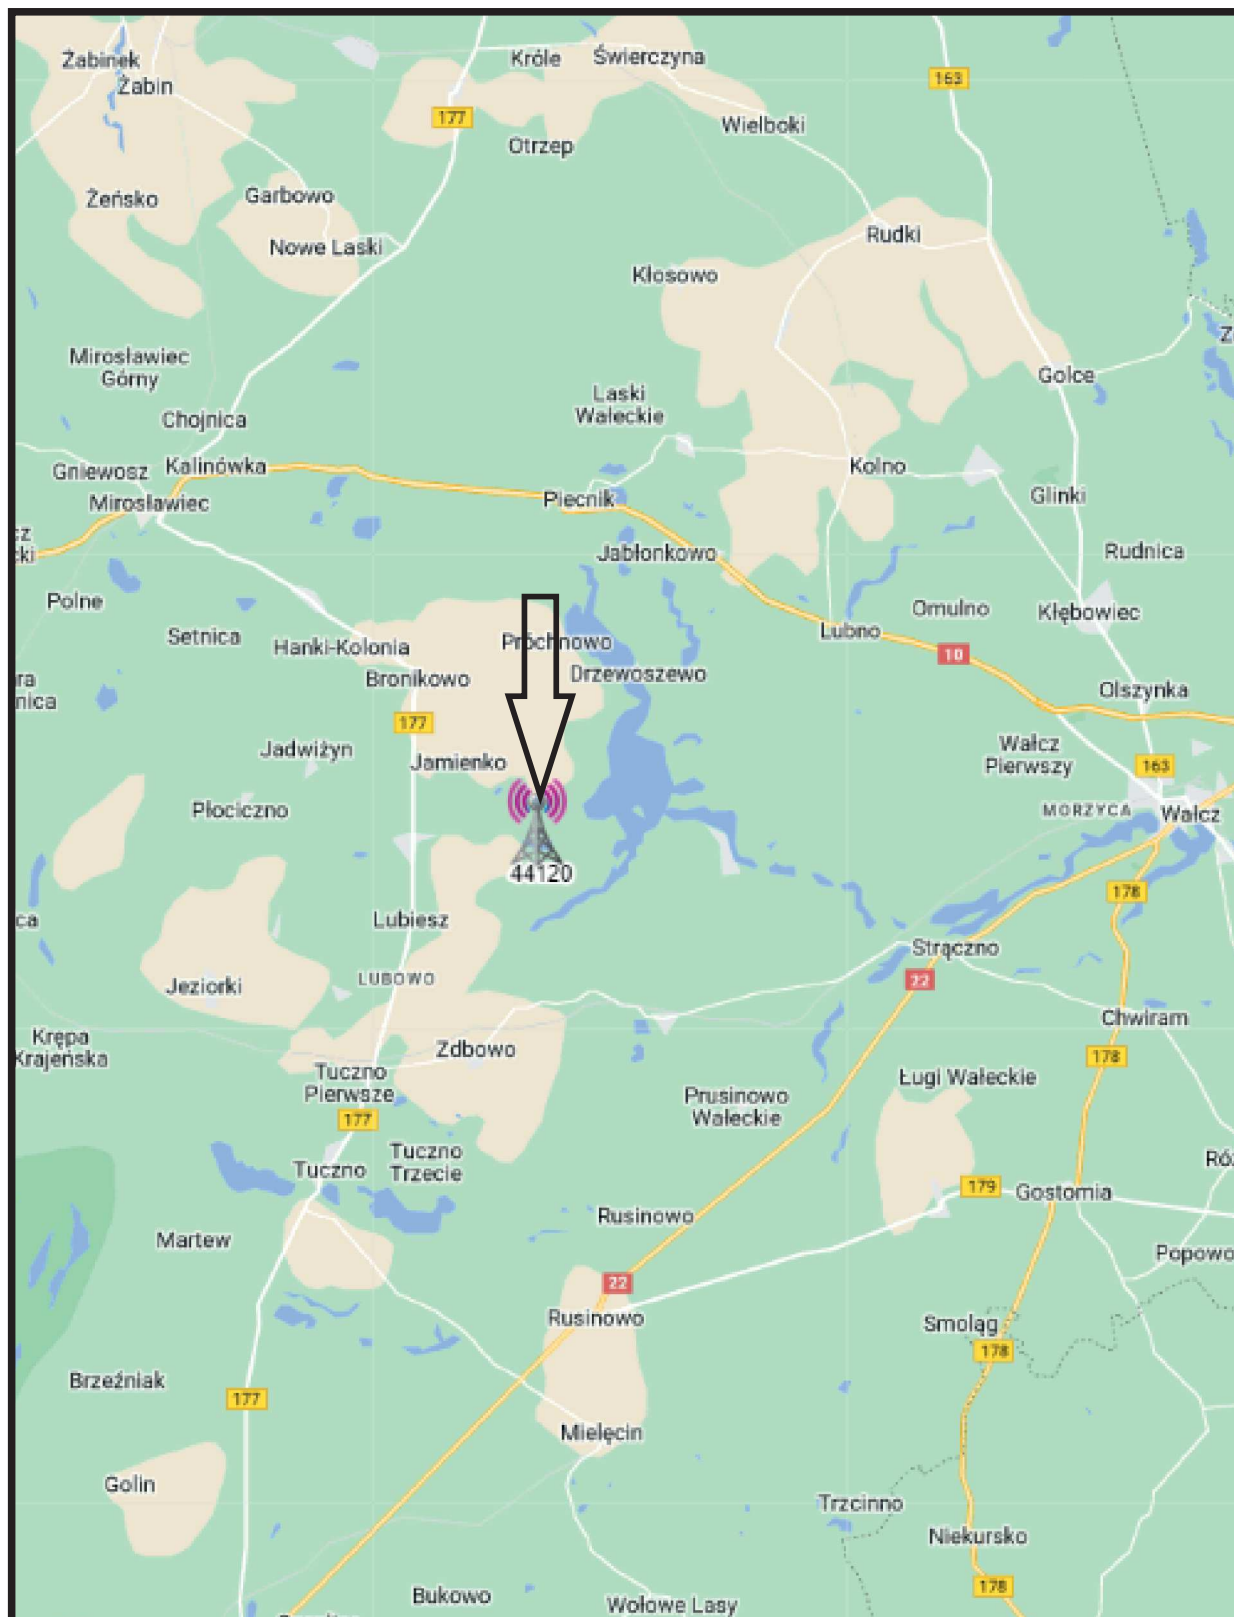 Żabinek
Żabin
Króle
Świerczyna
163
177
Wielboki
Otrzep
Żeńsko
Garbowo
Nowe Laski
Rudki
Kłosowo
Mirosławiec
Górny
Golce
Laski
Wałeckie
Chojnica
Gniewosz
Kalinówka
Kolno
Mirosławiec
Piecnik
Glinki
Jabłonkowo
Rudnica
Polne
Omulno
Kłębowiec
Setnica
Hanki-Kolonia
Próchnowo
Lubno
10
Bronikowo
Drzewoszewo
Olszynka
177
Jadwiżyn
Jamienko
Wałcz
Pierwszy
163
Płociczno
MORZYCA
Wałcz
44120
178
Lubiesz
Strączno
LUBOWO
22
Jeziorki
Chwiram
Krępa
Krajeńska
Zdbowo
178
Tuczno
Pierwsze
Ługi Wałeckie
Prusinowo
Wałeckie
177
Tuczno
Trzecie
Tuczno
179
Gostomia
Rusinowo
Martew
Popowo
22
Rusinowo
Smoląg
178
Brzeźniak
177
Mielęcin
Golin
Trzcinno
Niekursko
178
Bukowo
Wołowe Lasy